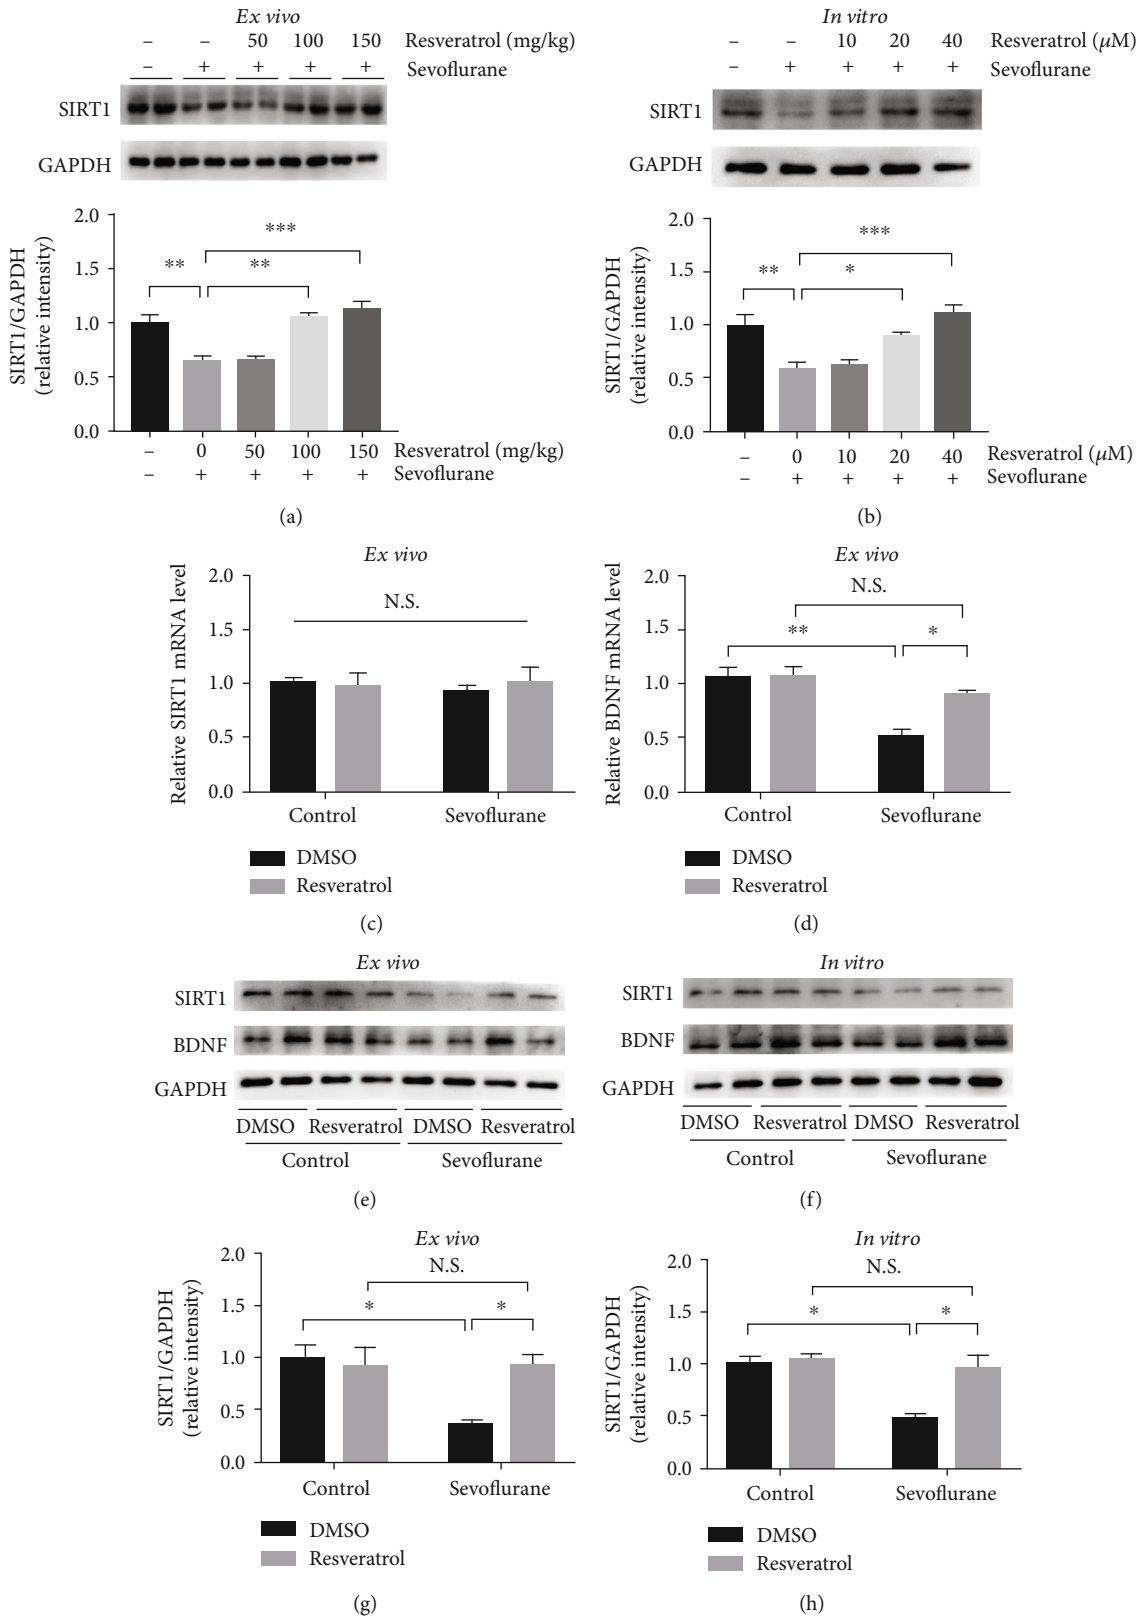 Ex vivo
– – 50 100 150 Resveratrol (mg/kg)
– + + + + Sevoflurane
SIRT1
GAPDH
SIRT1/GAPDH
(relative intensity)
2.0
1.5
1.0
0.5
0.0
***
** **
– 0 50 100 150 Resveratrol (mg/kg)
– + + + + Sevoflurane
(a)
In vitro
– – 10 20 40 Resveratrol (μM)
– + + + + Sevoflurane
SIRT1
GAPDH
SIRT1/GAPDH
(relative intensity)
2.0
1.5
1.0
0.5
0.0
***
** *
– 0 10 20 40 Resveratrol (μM)
– + + + + Sevoflurane
(b)
Ex vivo
Relative SIRT1 mRNA level
2.0
1.5
1.0
0.5
0.0
N.S.
Control Sevoflurane
DMSO
Resveratrol
(c)
Ex vivo
Relative BDNF mRNA level
2.0
1.5
1.0
0.5
0.0
N.S.
** *
Control Sevoflurane
DMSO
Resveratrol
(d)
Ex vivo
SIRT1
BDNF
GAPDH
DMSO Resveratrol DMSO Resveratrol
Control Sevoflurane
(e)
In vitro
SIRT1
BDNF
GAPDH
DMSO Resveratrol DMSO Resveratrol
Control Sevoflurane
(f)
Ex vivo
SIRT1/GAPDH
(relative intensity)
2.0
1.5
1.0
0.5
0.0
N.S.
* *
Control Sevoflurane
DMSO
Resveratrol
(g)
In vitro
SIRT1/GAPDH
(relative intensity)
2.0
1.5
1.0
0.5
0.0
N.S.
* *
Control Sevoflurane
DMSO
Resveratrol
(h)